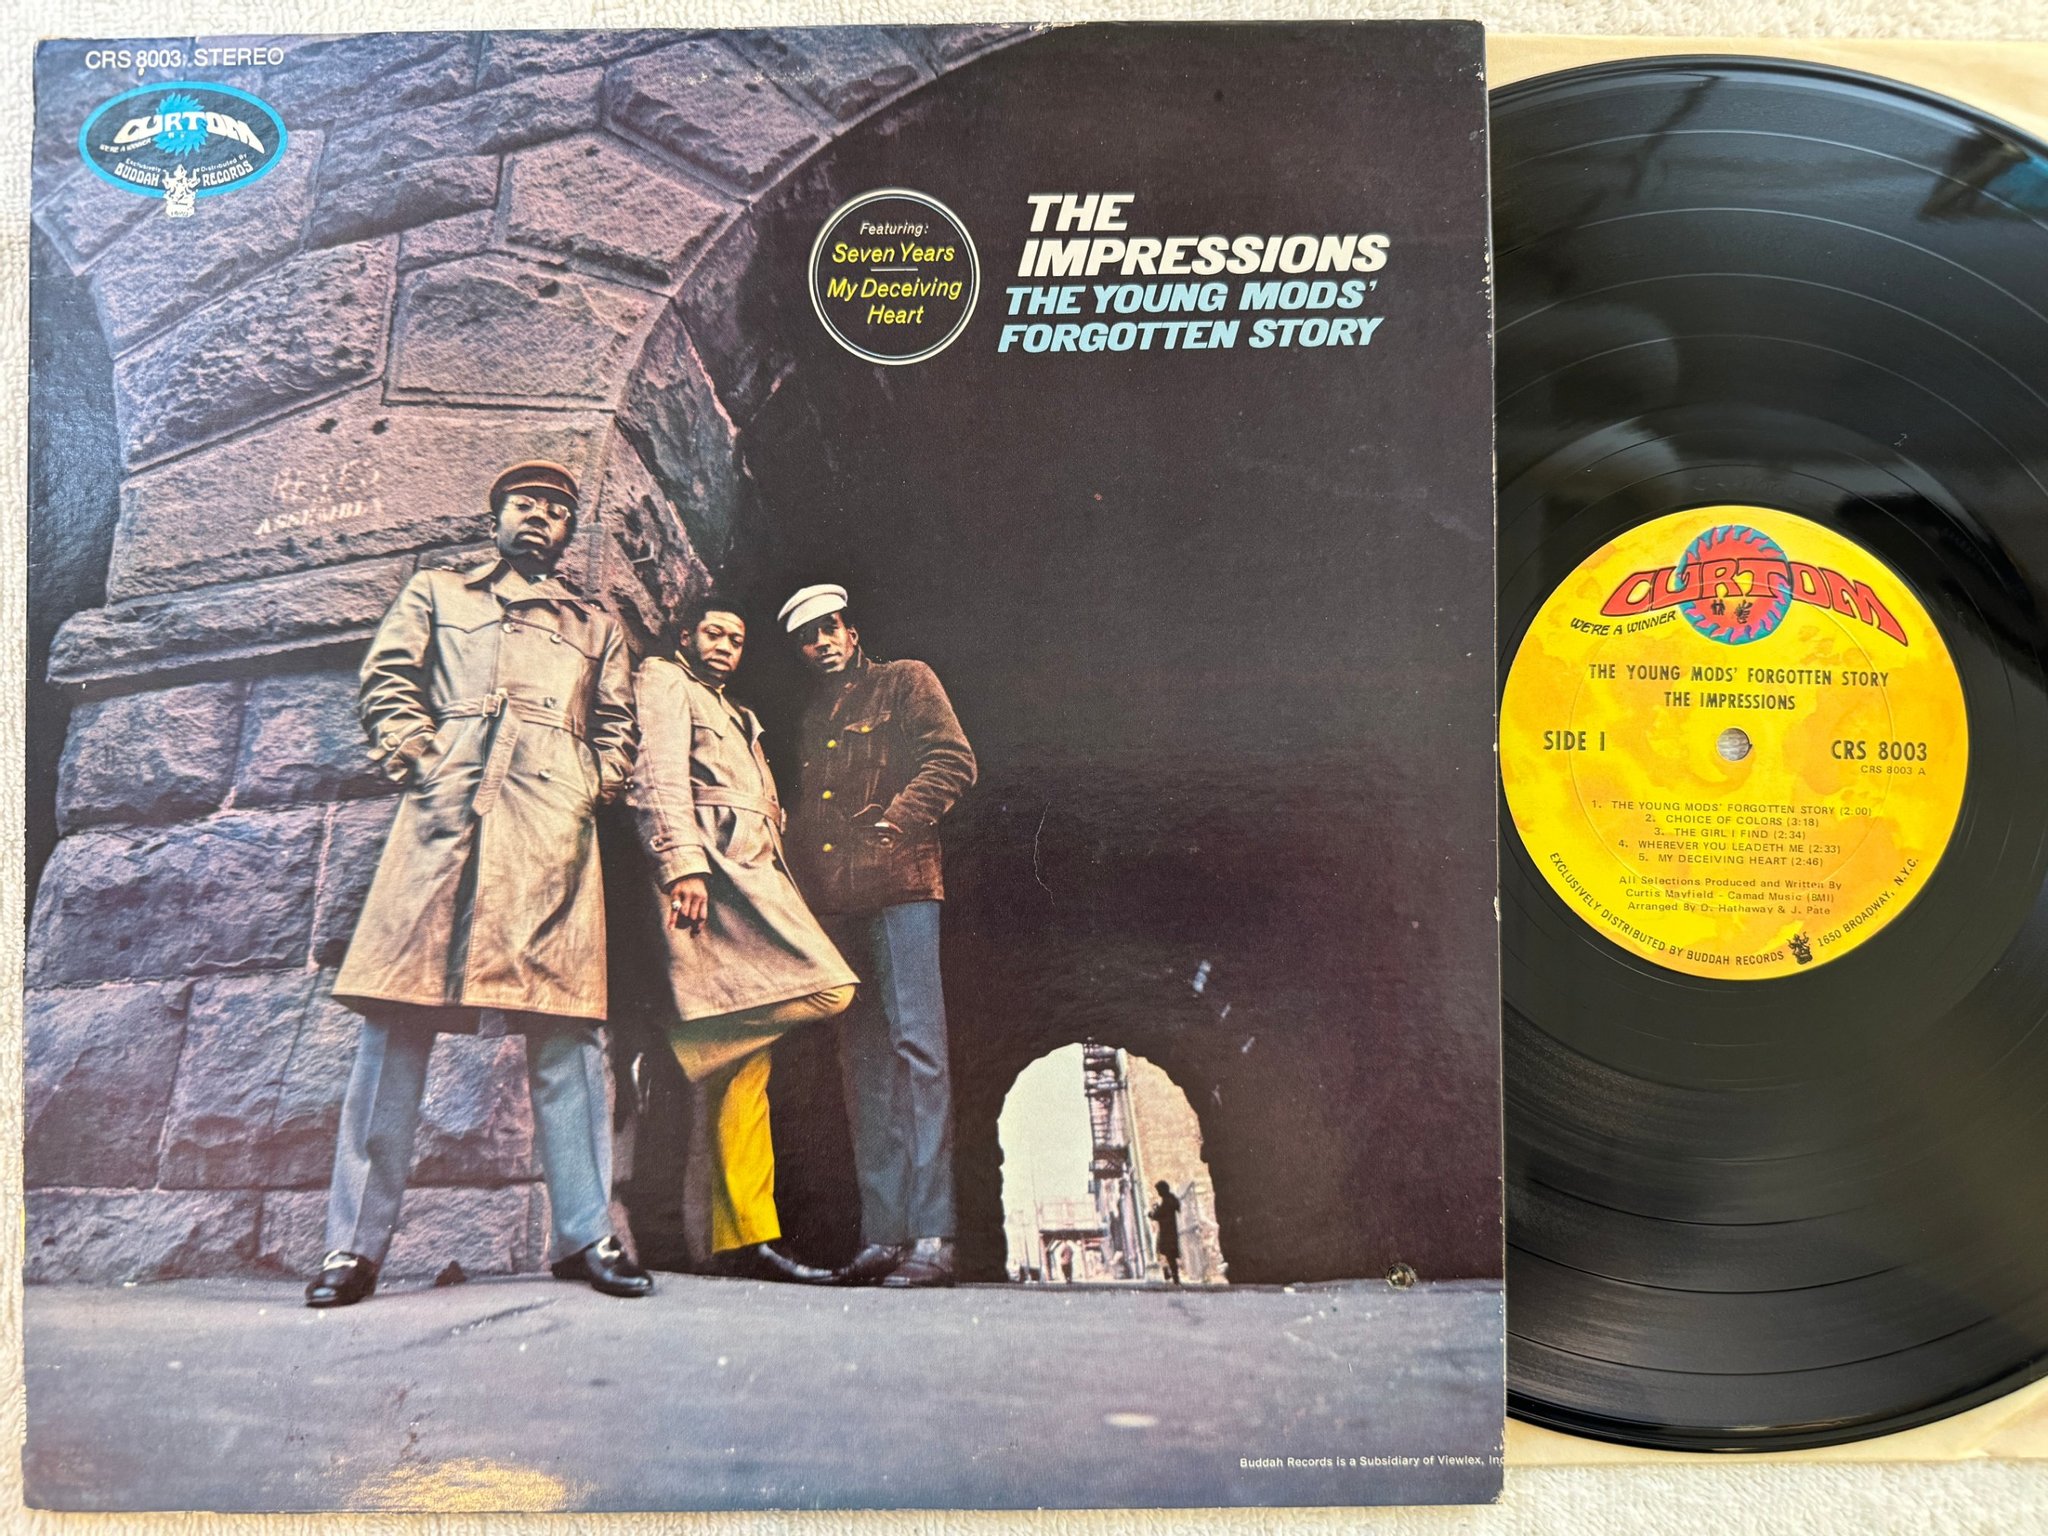 CRS 8003 STEREO
CURTOM
WE'RE A WINNER
Exclusively Distributed By
BUDDAH RECORDS
Featuring:
Seven Years
My Deceiving
Heart
THE
IMPRESSIONS
THE YOUNG MODS'
FORGOTTEN STORY
ASSEMBLY
Buddah Records is a Subsidiary of Viewlex, Inc
CURTOM
WE'RE A WINNER
THE YOUNG MODS' FORGOTTEN STORY
THE IMPRESSIONS
SIDE I
CRS 8003
CRS 8003 A
1. THE YOUNG MODS' FORGOTTEN STORY (2:00)
2. CHOICE OF COLORS (3:18)
3. THE GIRL I FIND (2:34)
4. WHEREVER YOU LEADETH ME (2:33)
5. MY DECEIVING HEART (2:46)
All Selections Produced and Written By
Curtis Mayfield - Camad Music (BMI)
Arranged By D. Hathaway & J. Pate
EXCLUSIVELY DISTRIBUTED BY BUDDAH RECORDS 1650 BROADWAY, N.Y.C.